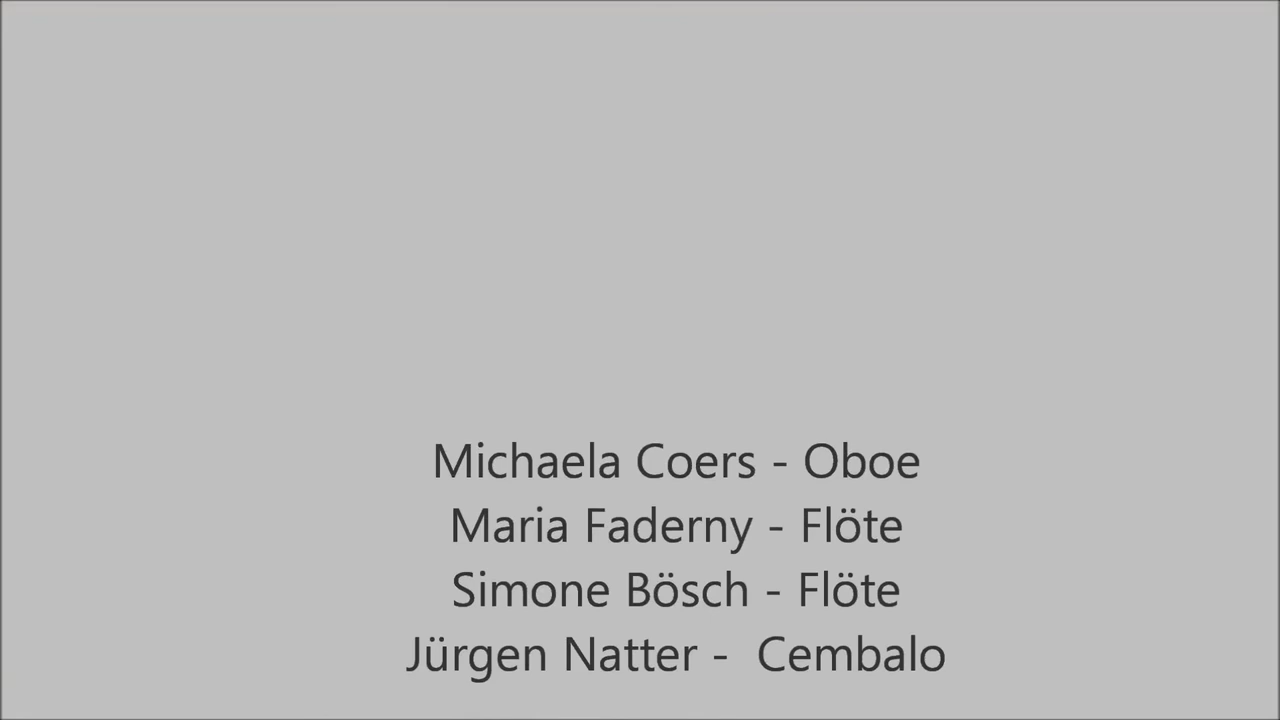 Michaela Coers - Oboe
Maria Faderny - Flöte
Simone Bösch - Flöte
Jürgen Natter -  Cembalo